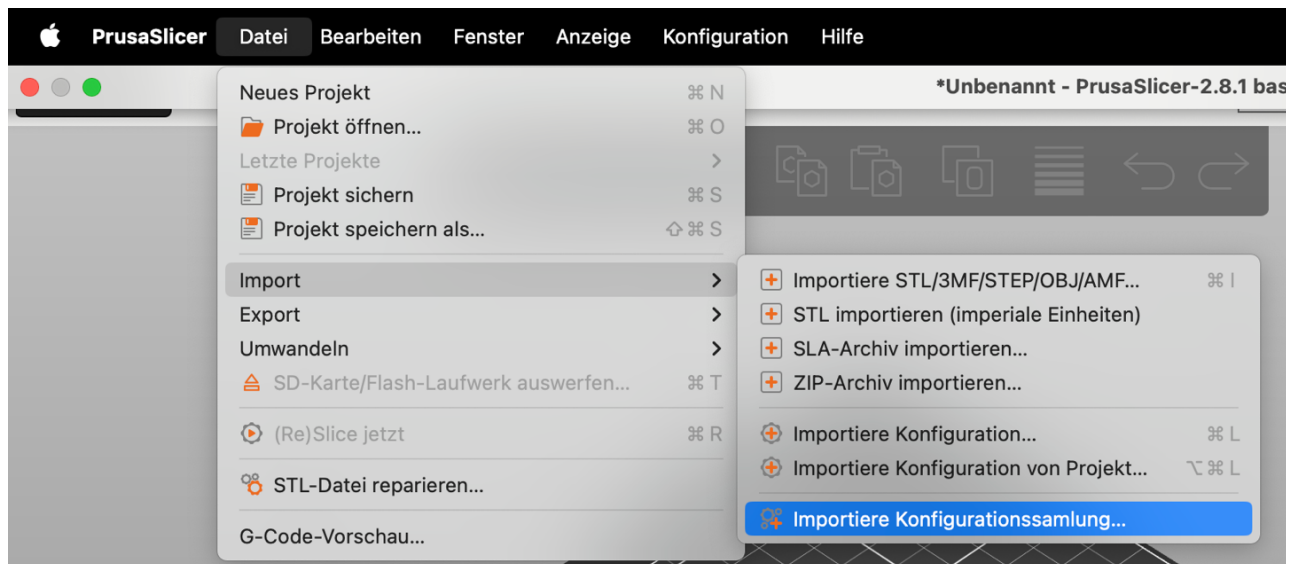 PrusaSlicer Datei Bearbeiten Fenster Anzeige Konfiguration Hilfe
*Unbenannt - PrusaSlicer-2.8.1 bas
Neues Projekt ⌘ N
Projekt öffnen... ⌘ O
Letzte Projekte >
Projekt sichern ⌘ S
Projekt speichern als... ⇧ ⌘ S
Import >
Export >
Umwandeln >
SD-Karte/Flash-Laufwerk auswerfen... ⌘ T
(Re)Slice jetzt ⌘ R
STL-Datei reparieren...
G-Code-Vorschau...
Importiere STL/3MF/STEP/OBJ/AMF... ⌘ I
STL importieren (imperiale Einheiten)
SLA-Archiv importieren...
ZIP-Archiv importieren...
Importiere Konfiguration... ⌘ L
Importiere Konfiguration von Projekt... ⌥ ⌘ L
Importiere Konfigurationssamlung...